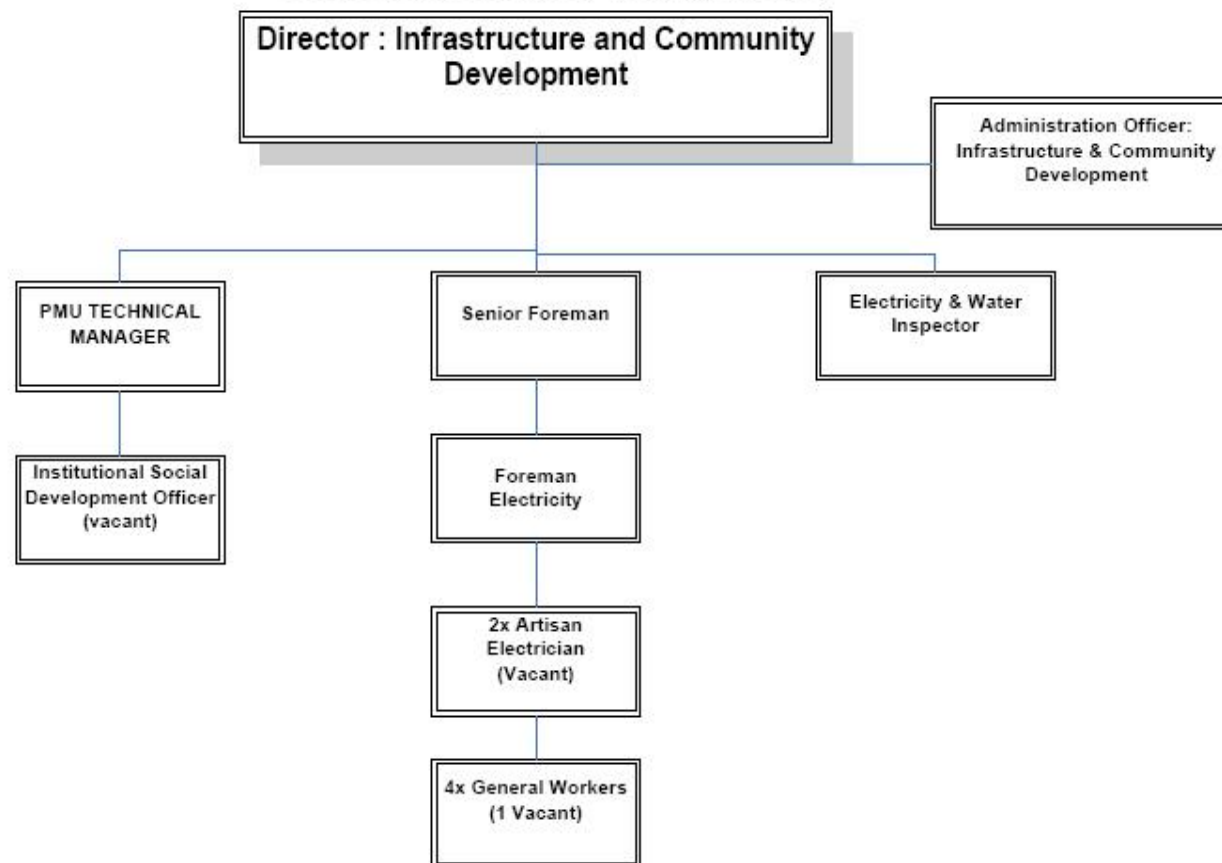 Director : Infrastructure and Community
Development
Administration Officer:
Infrastructure & Community
Development
PMU TECHNICAL
MANAGER
Senior Foreman
Electricity & Water
Inspector
Institutional Social
Development Officer
(vacant)
Foreman
Electricity
2x Artisan
Electrician
(Vacant)
4x General Workers
(1 Vacant)